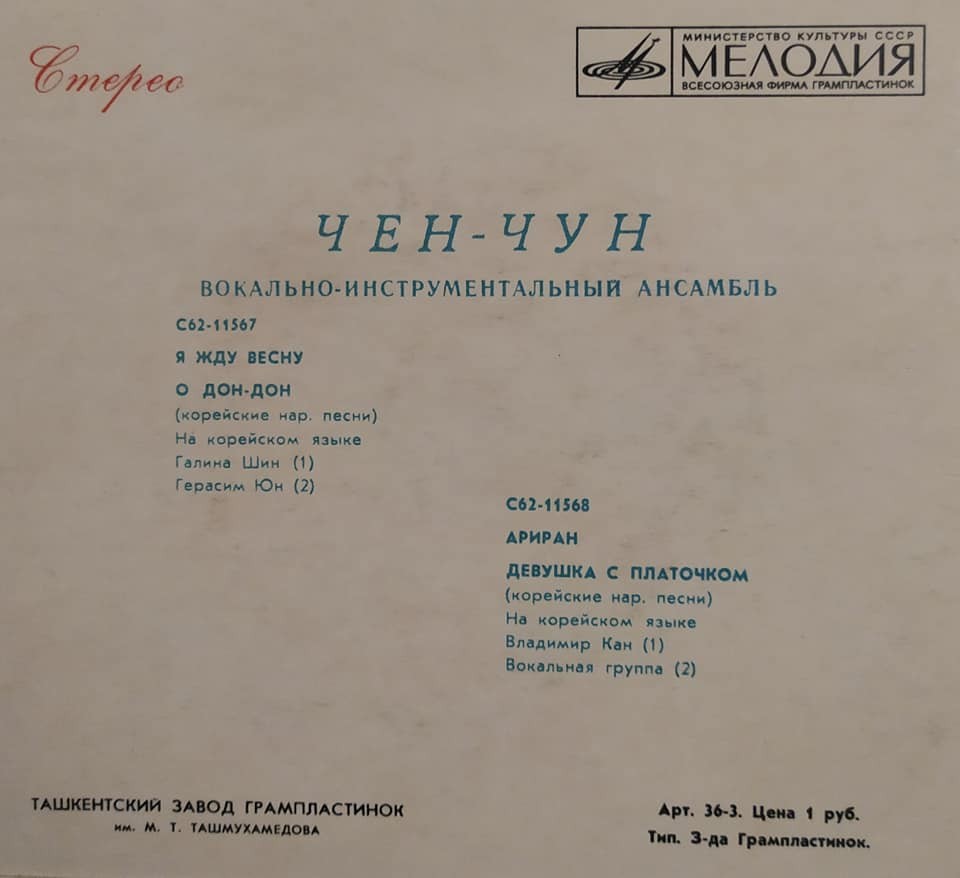 Стерео
МИНИСТЕРСТВО КУЛЬТУРЫ СССР
МЕЛОДИЯ
ВСЕСОЮЗНАЯ ФИРМА ГРАМПЛАСТИНОК
ЧЕН-ЧУН
ВОКАЛЬНО-ИНСТРУМЕНТАЛЬНЫЙ АНСАМБЛЬ
С62-11567
Я ЖДУ ВЕСНУ
О ДОН-ДОН
(корейские нар. песни)
На корейском языке
Галина Шин (1)
Герасим Юн (2)
С62-11568
АРИРАН
ДЕВУШКА С ПЛАТОЧКОМ
(корейские нар. песни)
На корейском языке
Владимир Кан (1)
Вокальная группа (2)
ТАШКЕНТСКИЙ ЗАВОД ГРАМПЛАСТИНОК
им. М. Т. ТАШМУХАМЕДОВА
Арт. 36-3. Цена 1 руб.
Тип. З-да Грампластинок.